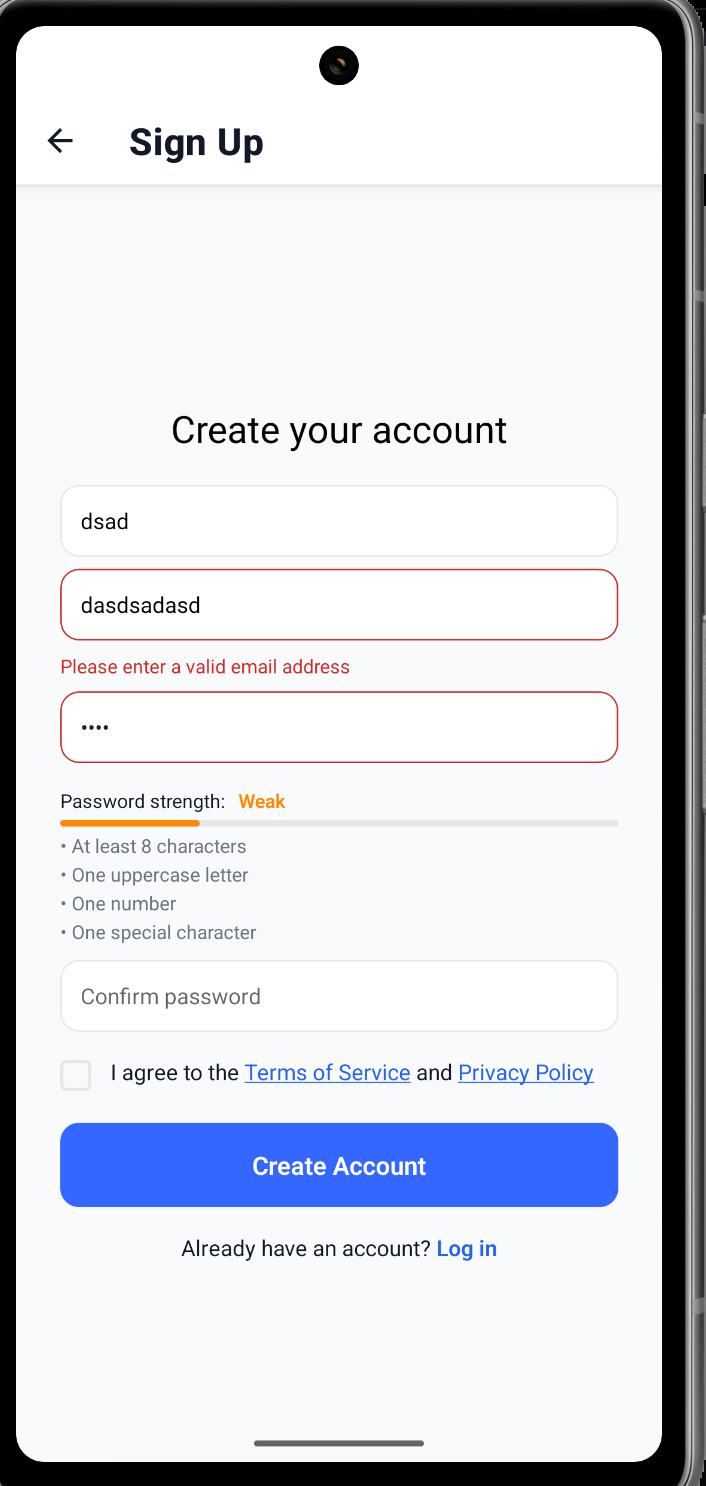 Sign Up
Create your account
dsad
dasdsadasd
Please enter a valid email address
••••
Password strength: Weak
• At least 8 characters
• One uppercase letter
• One number
• One special character
Confirm password
I agree to the Terms of Service and Privacy Policy
Create Account
Already have an account? Log in